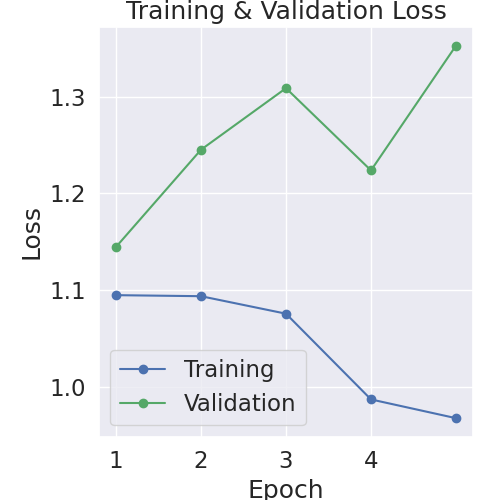 Training & Validation Loss
1.3
1.2
1.1
1.0
Loss
Training
Validation
1 2 3 4
Epoch